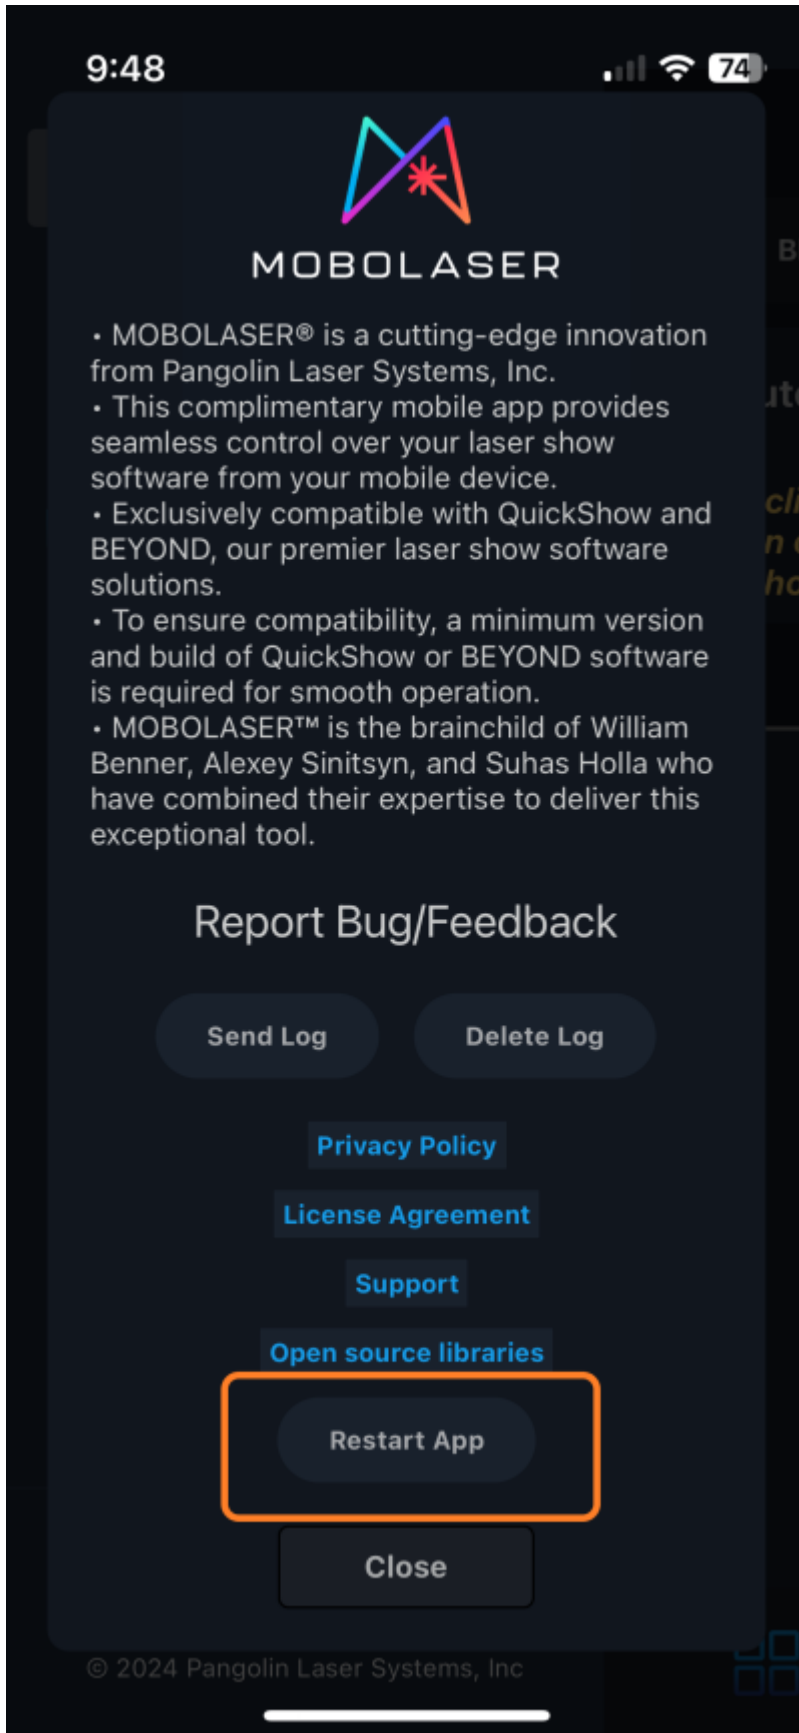 9:48
74
MOBOLASER
• MOBOLASER® is a cutting-edge innovation
from Pangolin Laser Systems, Inc.
• This complimentary mobile app provides
seamless control over your laser show
software from your mobile device.
• Exclusively compatible with QuickShow and
BEYOND, our premier laser show software
solutions.
• To ensure compatibility, a minimum version
and build of QuickShow or BEYOND software
is required for smooth operation.
• MOBOLASER™ is the brainchild of William
Benner, Alexey Sinitsyn, and Suhas Holla who
have combined their expertise to deliver this
exceptional tool.
Report Bug/Feedback
Send Log Delete Log
Privacy Policy
License Agreement
Support
Open source libraries
Restart App
Close
© 2024 Pangolin Laser Systems, Inc